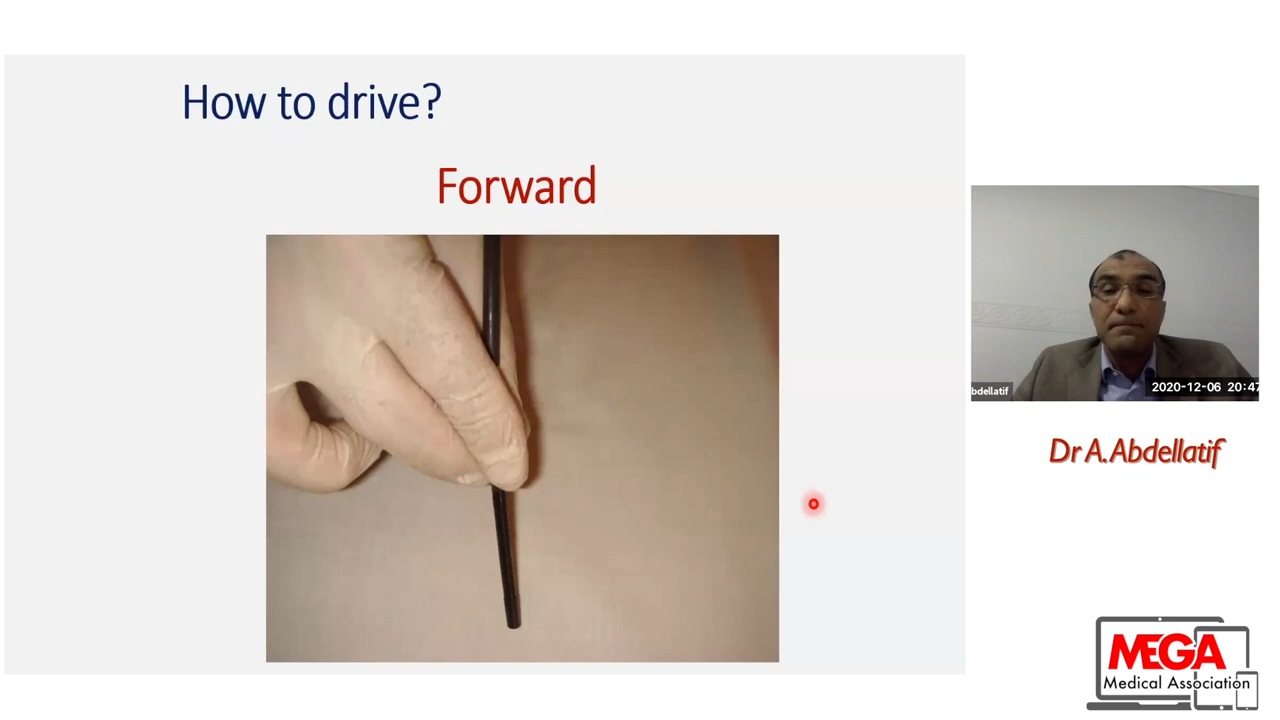 How to drive?
Forward
bdellatif
2020-12-06 20:47
Dr A.Abdellatif
MEGA
Medical Association